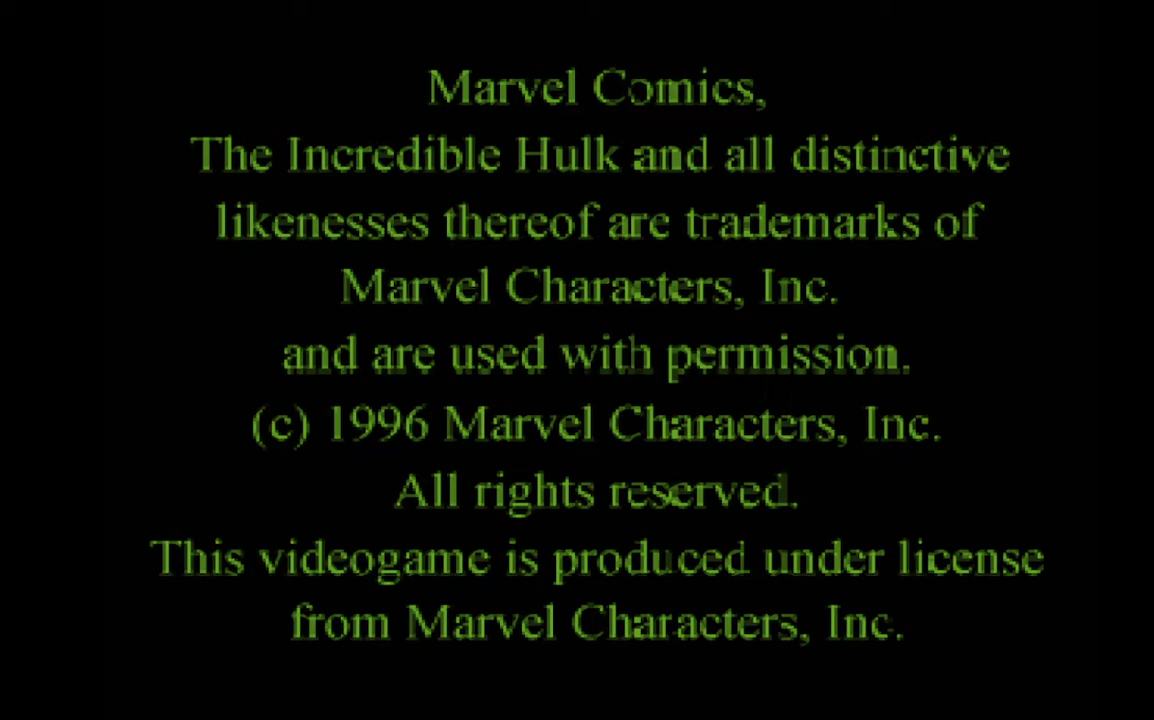 Marvel Comics,
The Incredible Hulk and all distinctive
likenesses thereof are trademarks of
Marvel Characters, Inc.
and are used with permission.
(c) 1996 Marvel Characters, Inc.
All rights reserved.
This videogame is produced under license
from Marvel Characters, Inc.